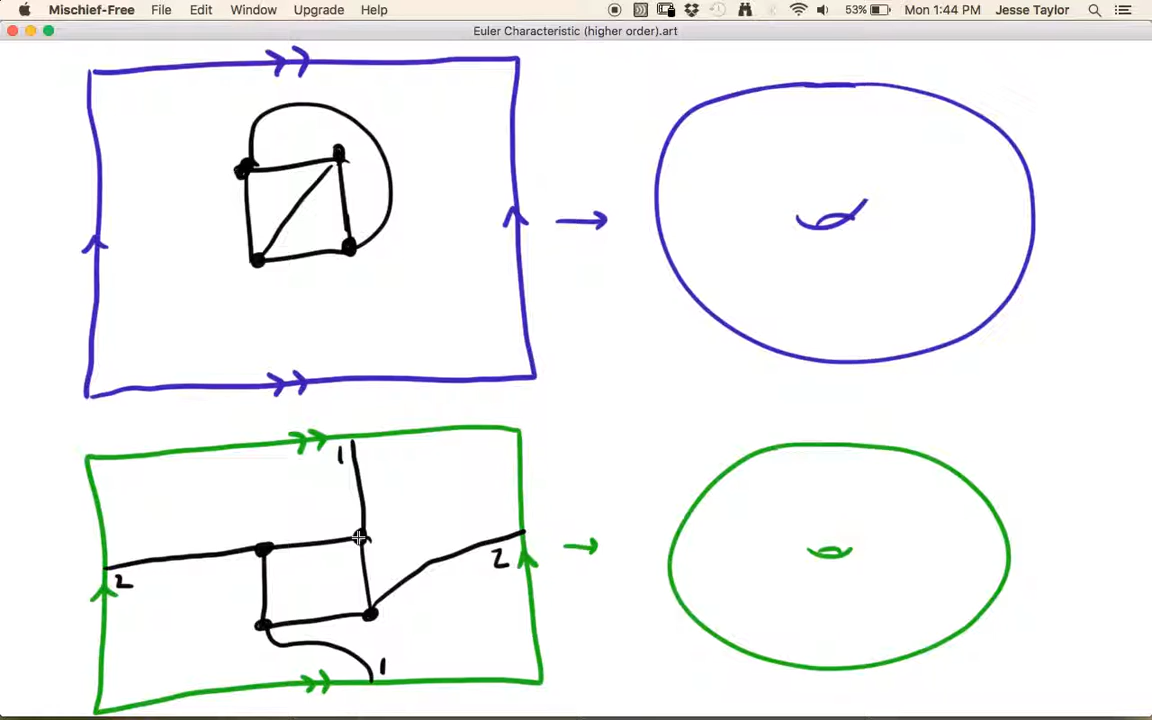 Mischief-Free File Edit Window Upgrade Help 53% Mon 1:44 PM Jesse Taylor
Euler Characteristic (higher order).art
1
2
2
1